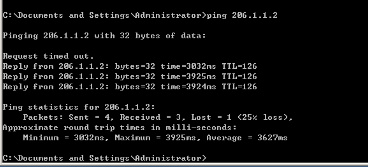 C:\Documents and Settings\Administrator>ping 206.1.1.2
Pinging 206.1.1.2 with 32 bytes of data:
Request timed out.
Reply from 206.1.1.2: bytes=32 time=3032ms TTL=126
Reply from 206.1.1.2: bytes=32 time=3925ms TTL=126
Reply from 206.1.1.2: bytes=32 time=3924ms TTL=126
Ping statistics for 206.1.1.2:
Packets: Sent = 4, Received = 3, Lost = 1 (25% loss),
Approximate round trip times in milli-seconds:
Minimum = 3032ms, Maximum = 3925ms, Average = 3627ms
C:\Documents and Settings\Administrator>